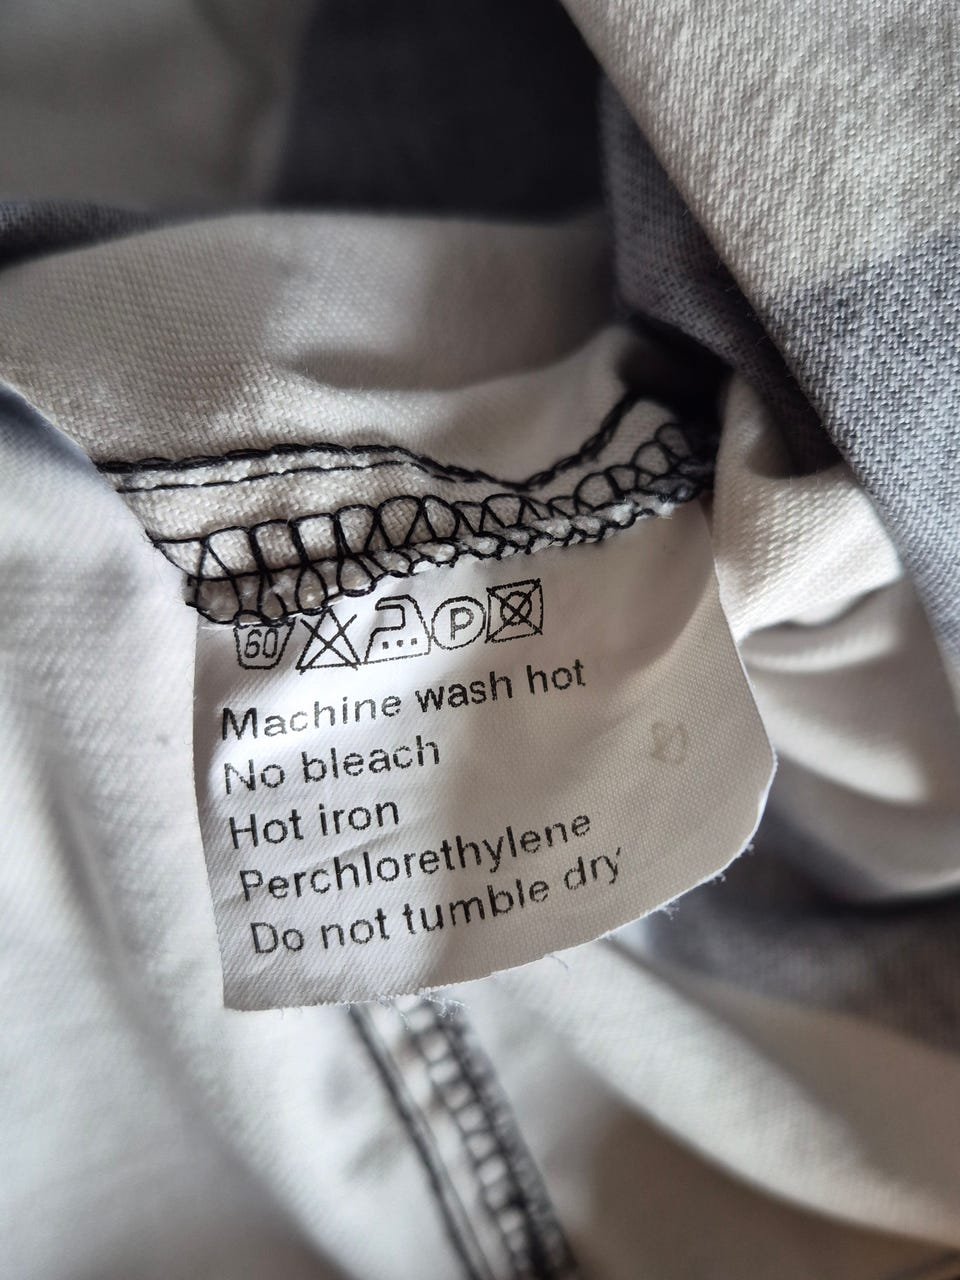 60 P
Machine wash hot
No bleach
Hot iron
Perchlorethylene
Do not tumble dry